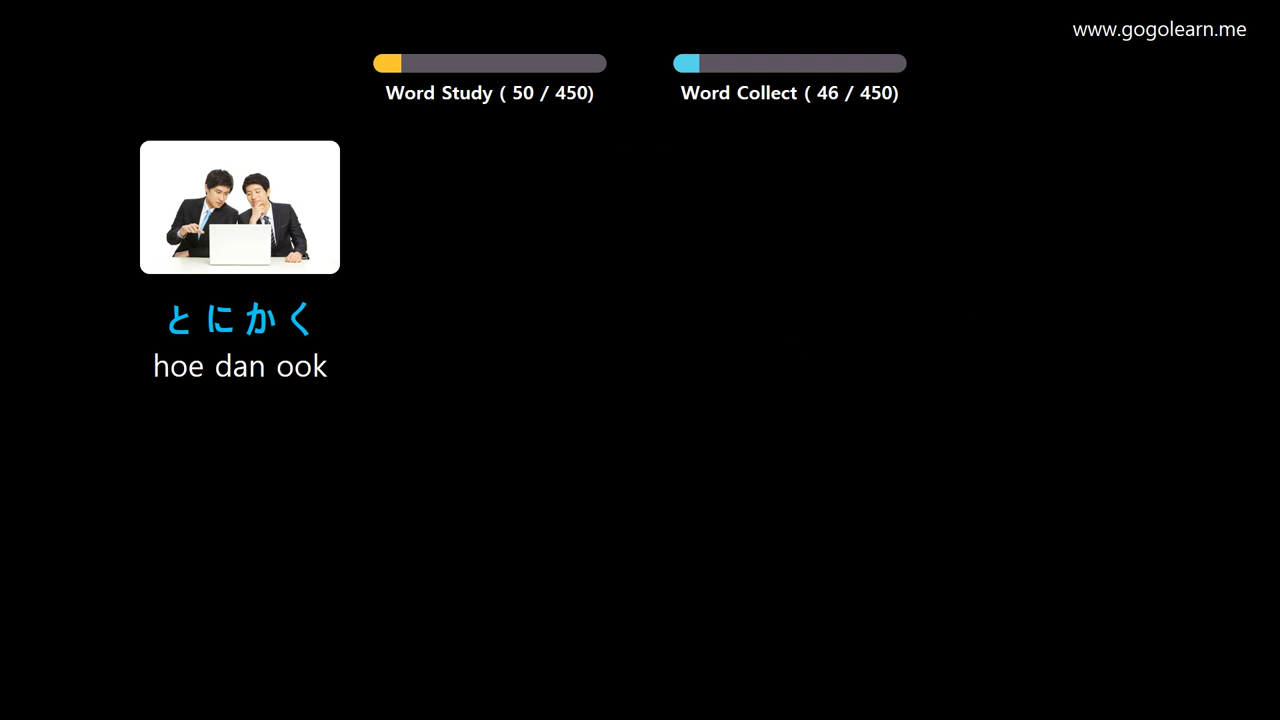 www.gogolearn.me
Word Study ( 50 / 450)
Word Collect ( 46 / 450)
とにかく
hoe dan ook